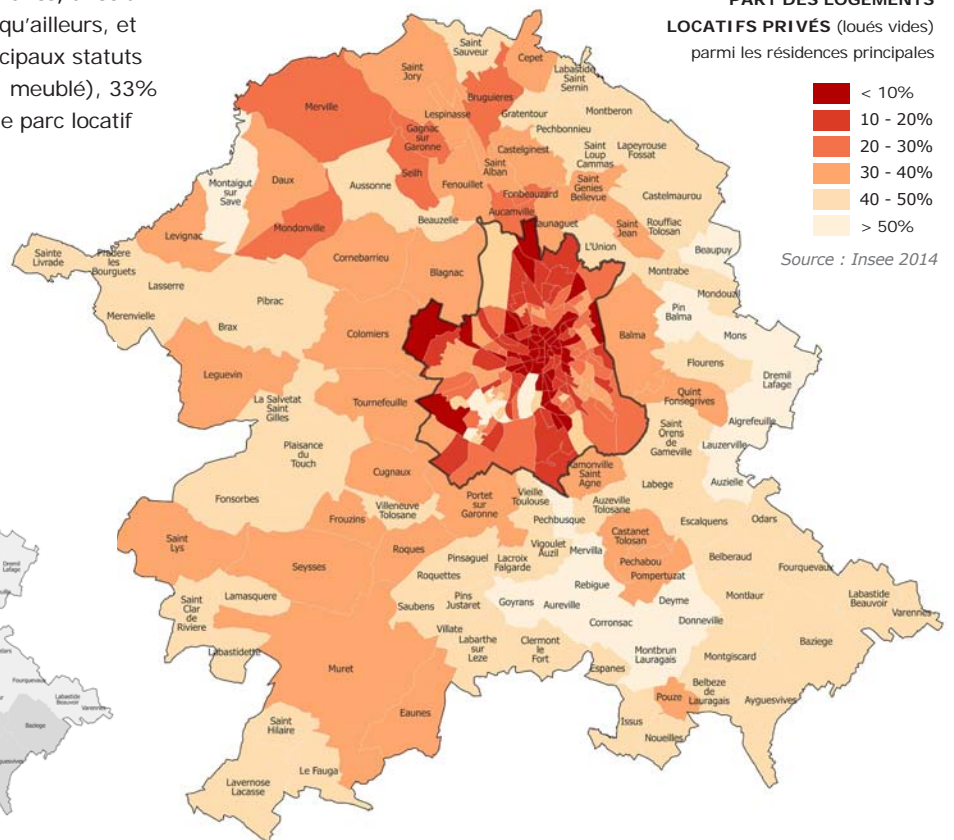 qu'ailleurs, et
cipaux statuts
meublé), 33%
e parc locatif
PART DES LOGEMENTS
LOCATIFS PRIVÉS (loués vides)
parmi les résidences principales
< 10%
10 - 20%
20 - 30%
30 - 40%
40 - 50%
> 50%
Source : Insee 2014
Saint
Sauveur
Cepet
Labastide
Saint
Sernin
Saint
Jory
Bruguieres
Merville
Lespinasse
Gratentour
Montberon
Pechbonnieu
Gagnac
sur
Garonne
Castelginest
Saint
Loup
Cammas
Lapeyrouse
Fossat
Saint
Alban
Seilh
Fenouillet
Saint
Genies
Bellevue
Montaigut
sur
Save
Daux
Aussonne
Fonbeauzard
Castelmaurou
Aucamville
Beauzelle
Mondonville
Launaguet
Saint
Jean
Rouffiac
Tolosan
Levignac
L'Union
Beaupuy
Sainte
Livrade
Pradere
les
Bourguets
Cornebarrieu
Blagnac
Montrabe
Lasserre
Mondouzil
Pibrac
Pin
Balma
Merenvielle
Brax
Colomiers
Balma
Mons
Flourens
Leguevin
Dremil
Lafage
La Salvetat
Saint
Gilles
Tournefeuille
Quint
Fonsegrives
Aigrefeuille
Saint
Orens
de
Gameville
Plaisance
du
Touch
Lauzerville
Cugnaux
Ramonville
Saint
Agne
Labege
Auzielle
Fonsorbes
Villeneuve
Tolosane
Portet
sur
Garonne
Vieille
Toulouse
Auzeville
Tolosane
Frouzins
Pechbusque
Escalquens
Odars
Saint
Lys
Castanet
Tolosan
Roques
Vigoulet
Auzil
Mervilla
Pinsaguel
Lacroix
Falgarde
Pechabou
Belberaud
Seysses
Roquettes
Pompertuzat
Fourquevaux
Rebigue
Saint
Clar
de
Riviere
Lamasquere
Pins
Justaret
Goyrans
Aureville
Deyme
Montlaur
Labastide
Beauvoir
Saubens
Varennes
Corronsac
Donneville
Villate
Labarthe
sur
Leze
Clermont
le
Fort
Baziege
Labastidette
Montbrun
Lauragais
Montgiscard
Muret
Espanes
Belbeze
de
Lauragais
Pouze
Ayguesvives
Eaunes
Saint
Hilaire
Issus
Noueilles
Le Fauga
Lavernose
Lacasse
Dremil
Lafage
Fourquevaux
Labastide
Beauvoir
Varennes
Baziege